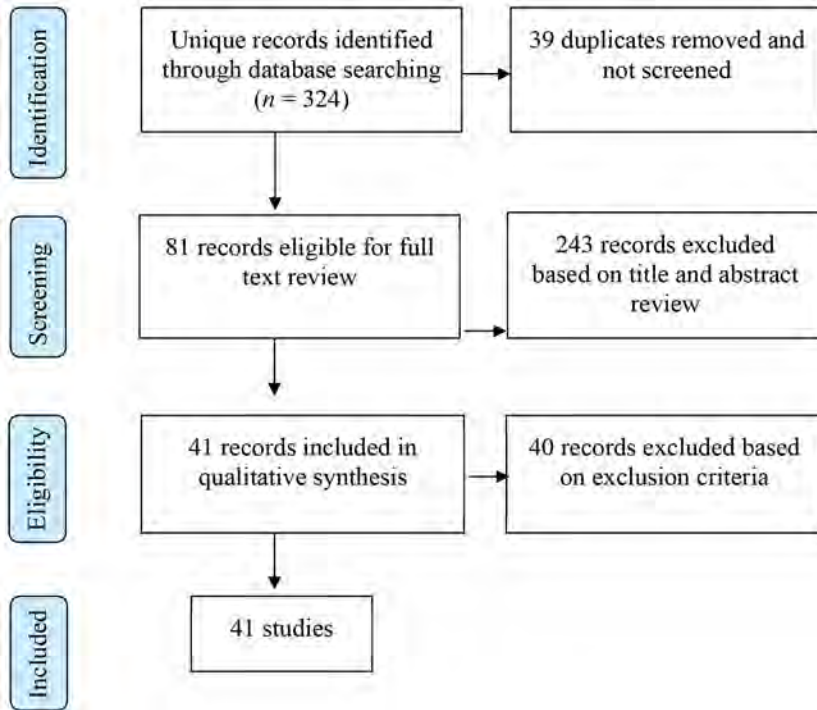 Identification
Unique records identified
through database searching
(n = 324)
39 duplicates removed and
not screened
Screening
81 records eligible for full
text review
243 records excluded
based on title and abstract
review
Eligibility
41 records included in
qualitative synthesis
40 records excluded based
on exclusion criteria
Included
41 studies